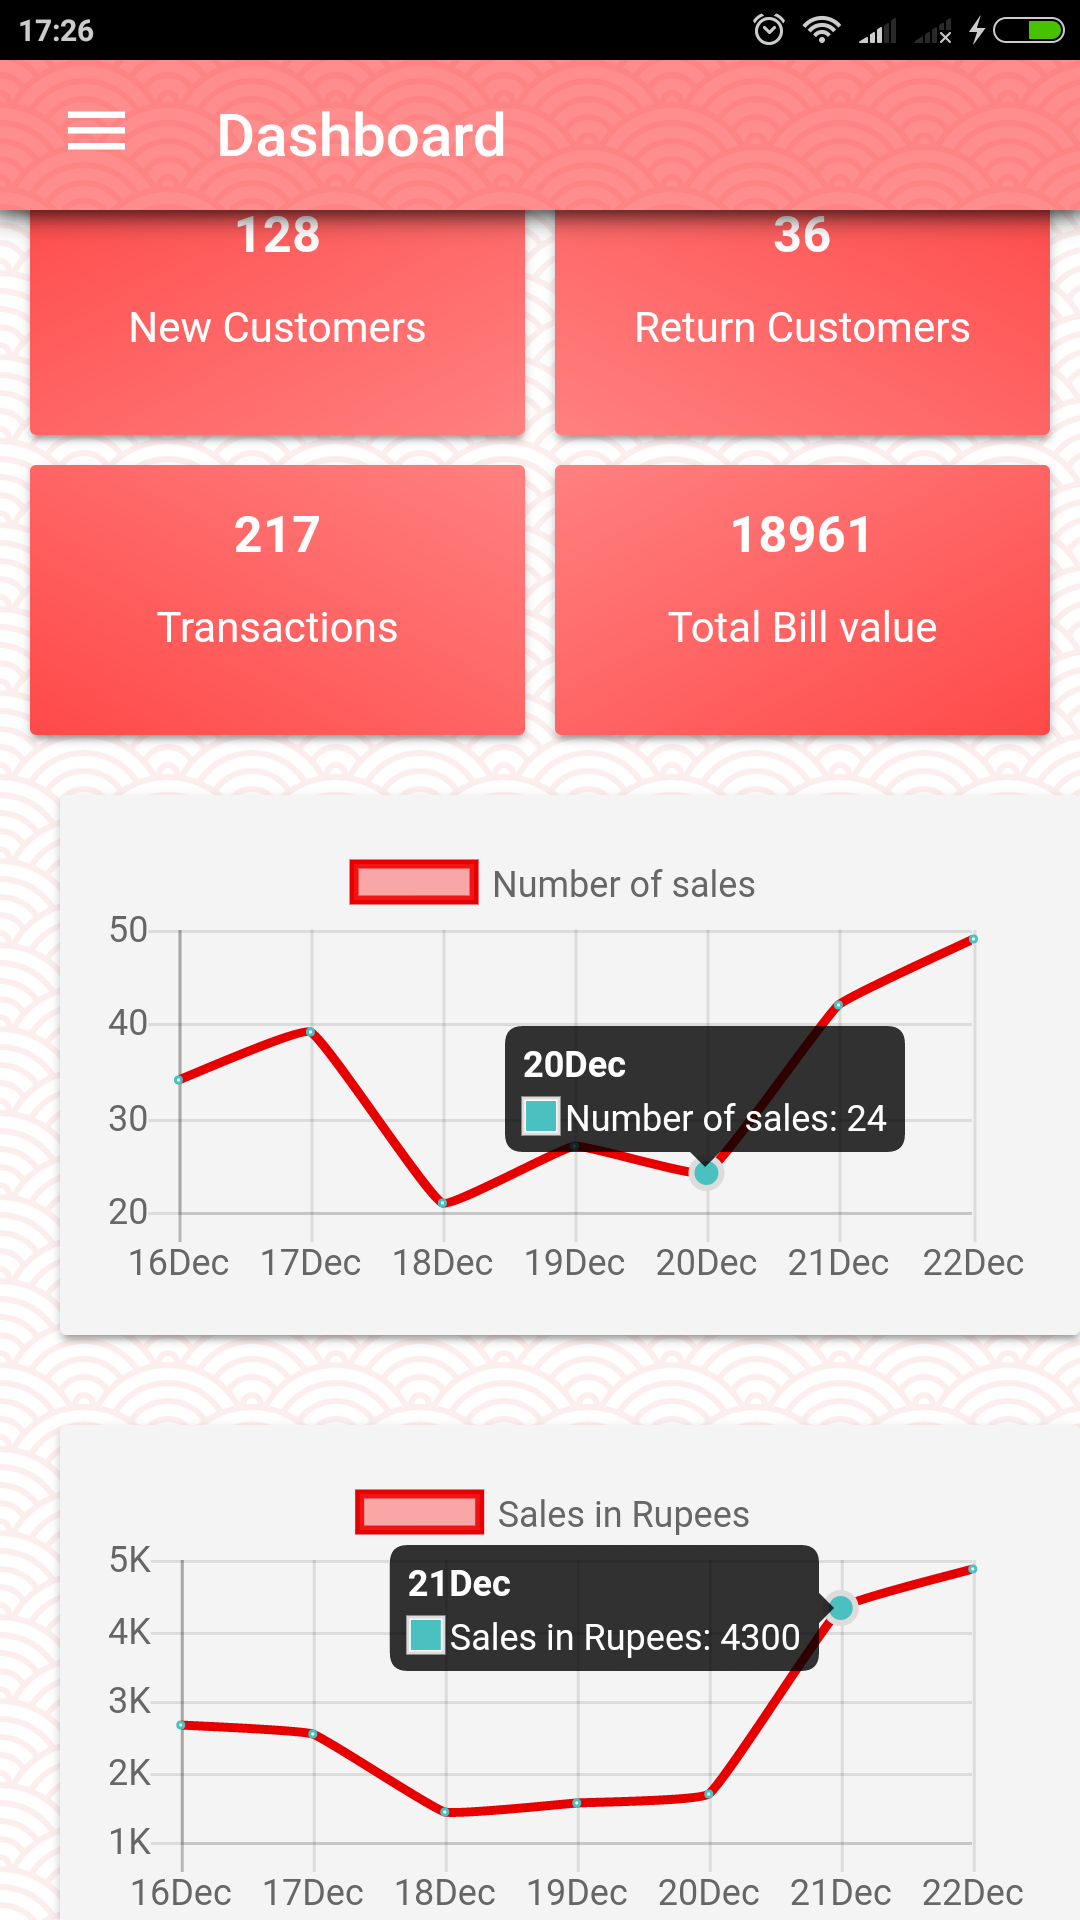 17:26
Dashboard
128
36
New Customers
Return Customers
217
18961
Transactions
Total Bill value
Number of sales
50
40
30
20
20Dec
Number of sales: 24
16Dec 17Dec 18Dec 19Dec 20Dec 21Dec 22Dec
Sales in Rupees
5K
4K
3K
2K
1K
21Dec
Sales in Rupees: 4300
16Dec 17Dec 18Dec 19Dec 20Dec 21Dec 22Dec